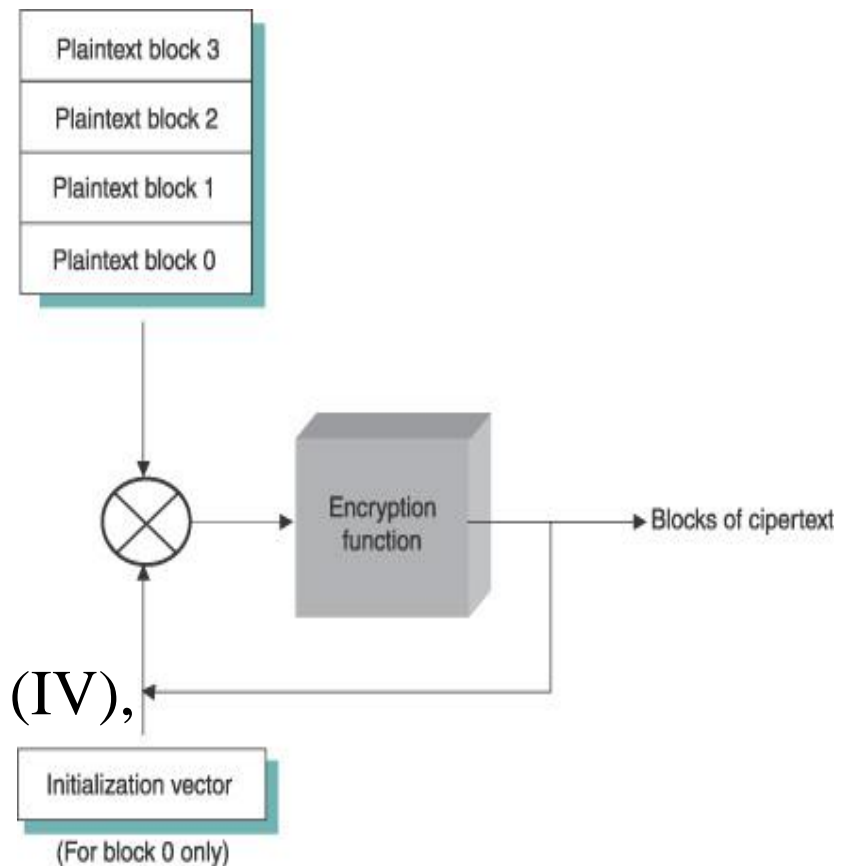 Plaintext block 3
Plaintext block 2
Plaintext block 1
Plaintext block 0
Encryption
function
Blocks of cipertext
(IV),
Initialization vector
(For block 0 only)